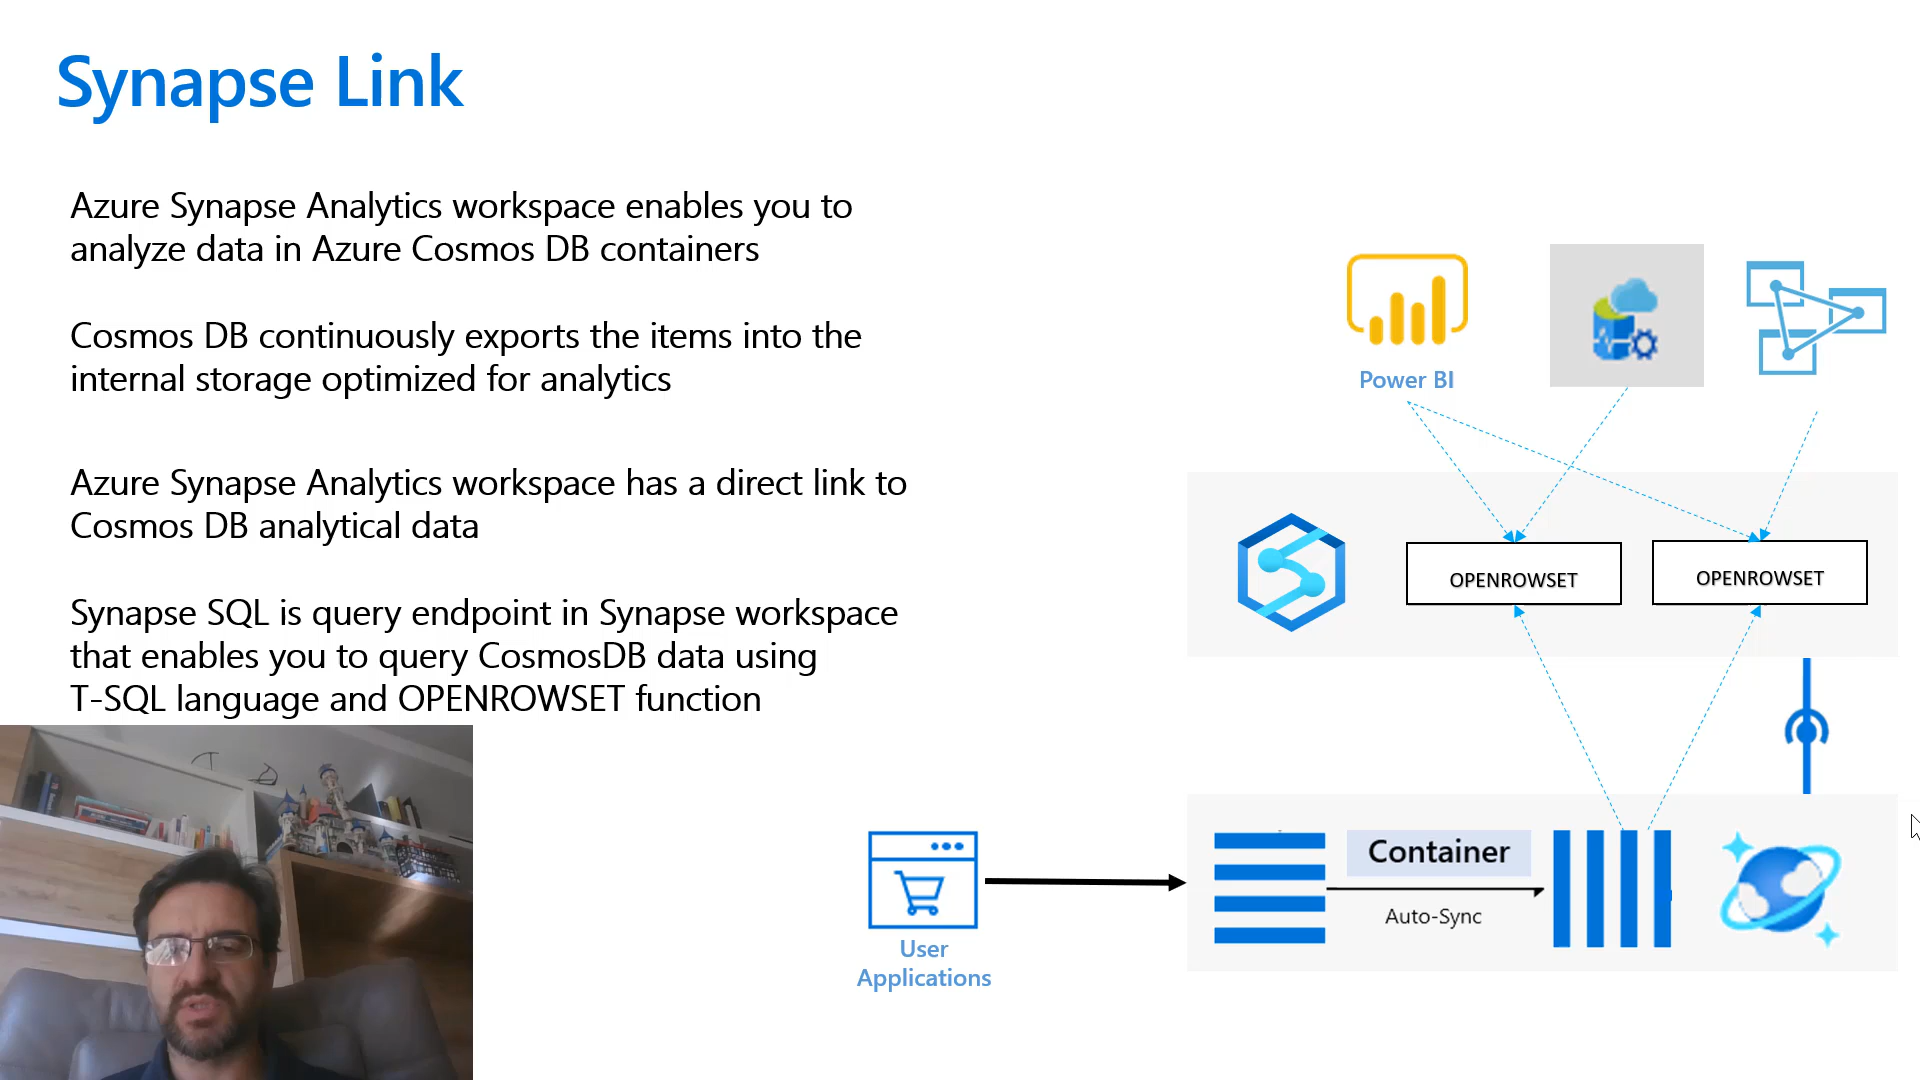 Synapse Link
Azure Synapse Analytics workspace enables you to
analyze data in Azure Cosmos DB containers
Cosmos DB continuously exports the items into the
internal storage optimized for analytics
Azure Synapse Analytics workspace has a direct link to
Cosmos DB analytical data
Synapse SQL is query endpoint in Synapse workspace
that enables you to query CosmosDB data using
T-SQL language and OPENROWSET function
Power BI
OPENROWSET
OPENROWSET
Container
Auto-Sync
User
Applications